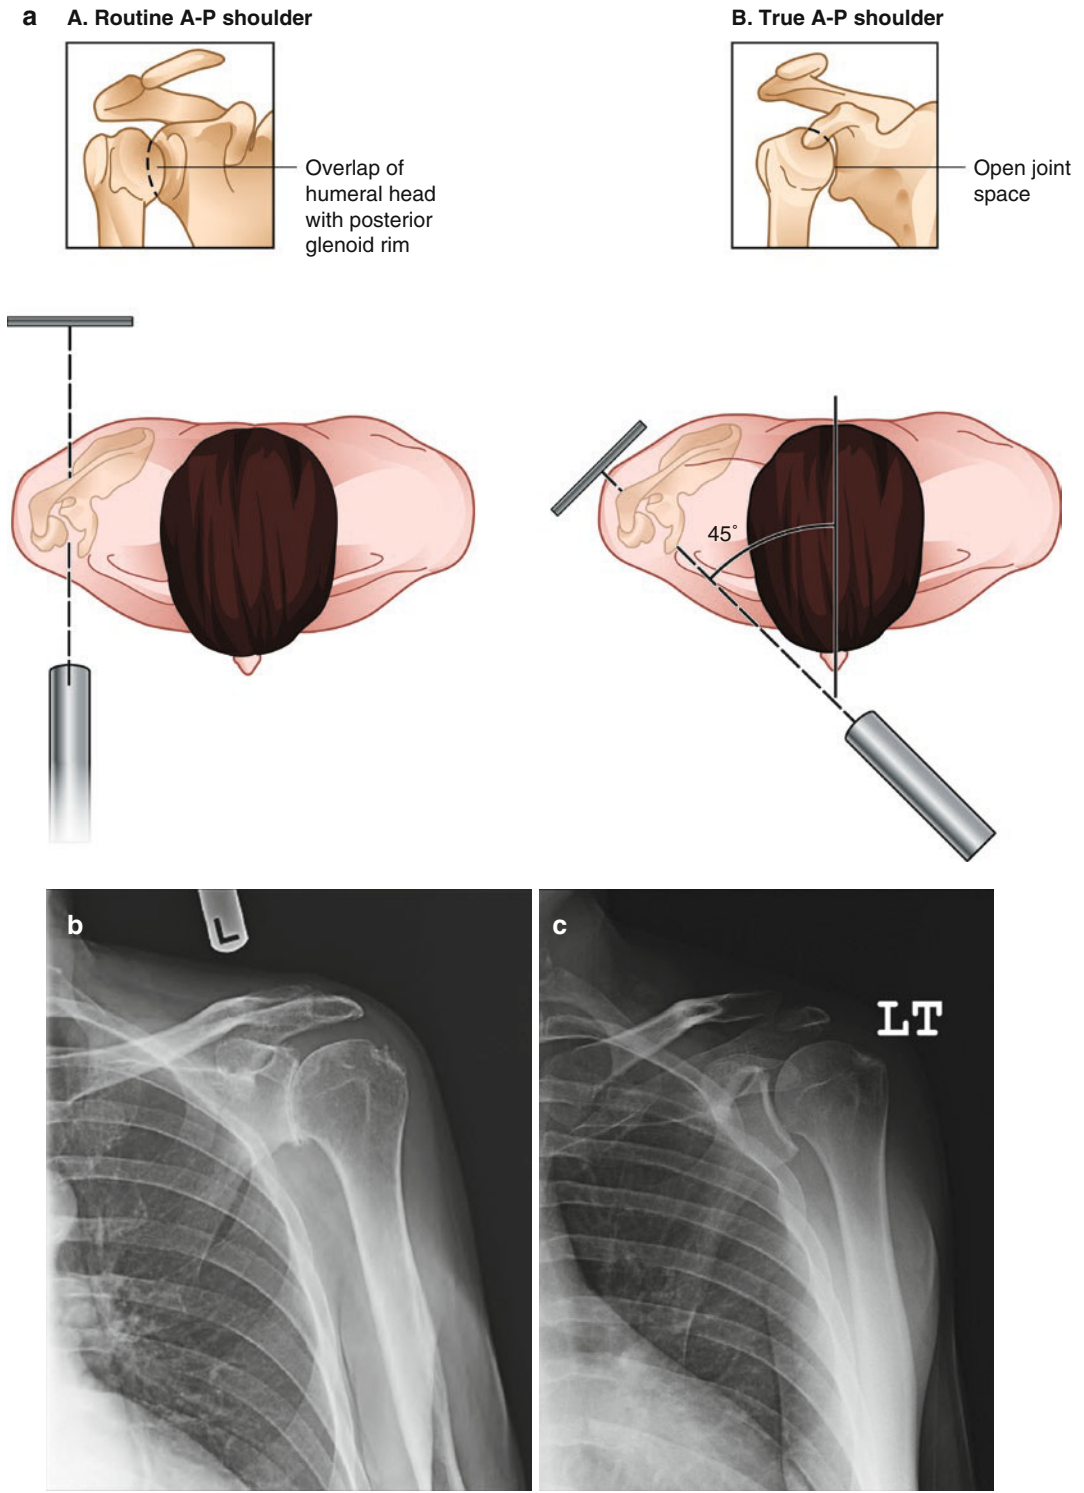 a
A. Routine A-P shoulder
B. True A-P shoulder
Overlap of
humeral head
with posterior
glenoid rim
Open joint
space
45°
b
L
c
LT